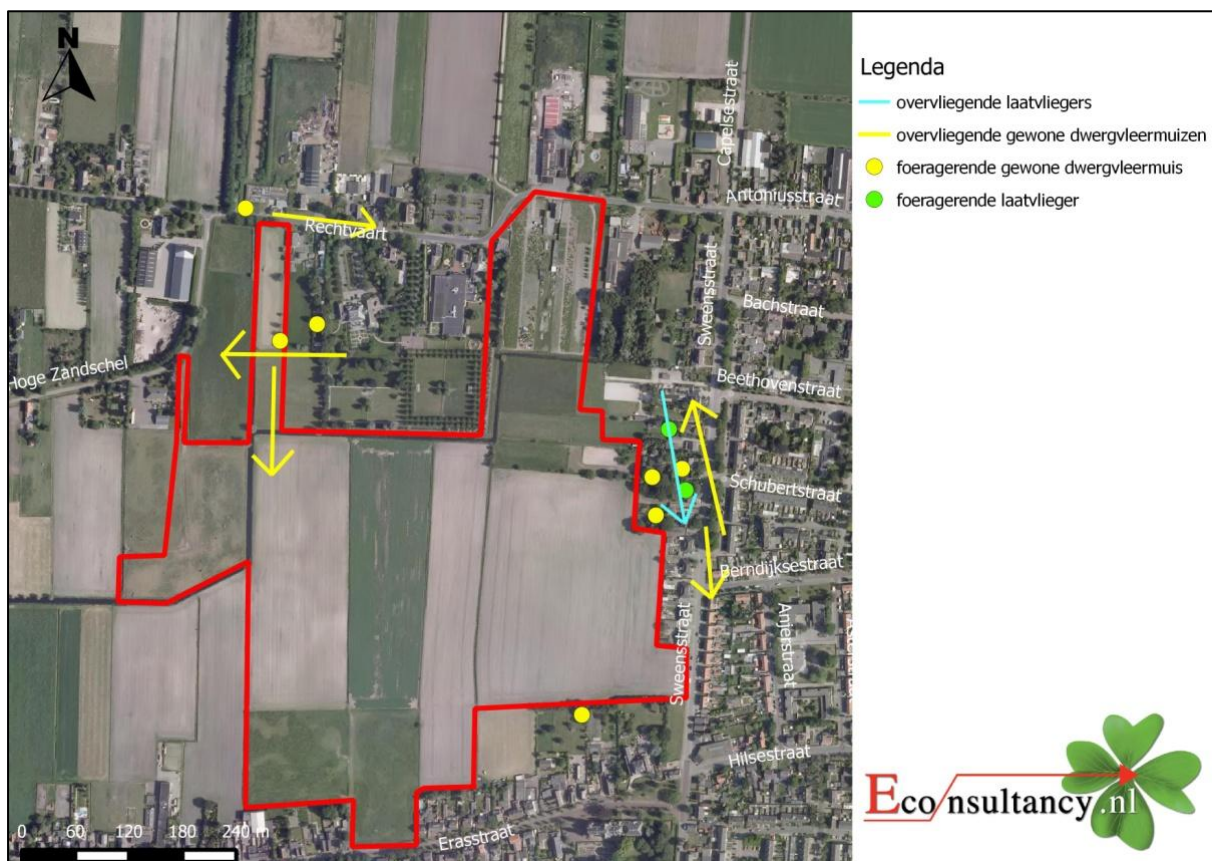 N
Legenda
overvliegende laatvliegers
overvliegende gewone dwergvleermuizen
foeragerende gewone dwergvleermuis
foeragerende laatvlieger
Capelsestraat
Antoniusstraat
Rechtvaart
Sweensstraat
Bachstraat
Hoge Zandschel
Beethovenstraat
Schubertstraat
Berndijksestraat
Sweensstraat
Anjerstraat
Hilsestraat
Erasstraat
0 60 120 180 240 m
Econsultancy.nl